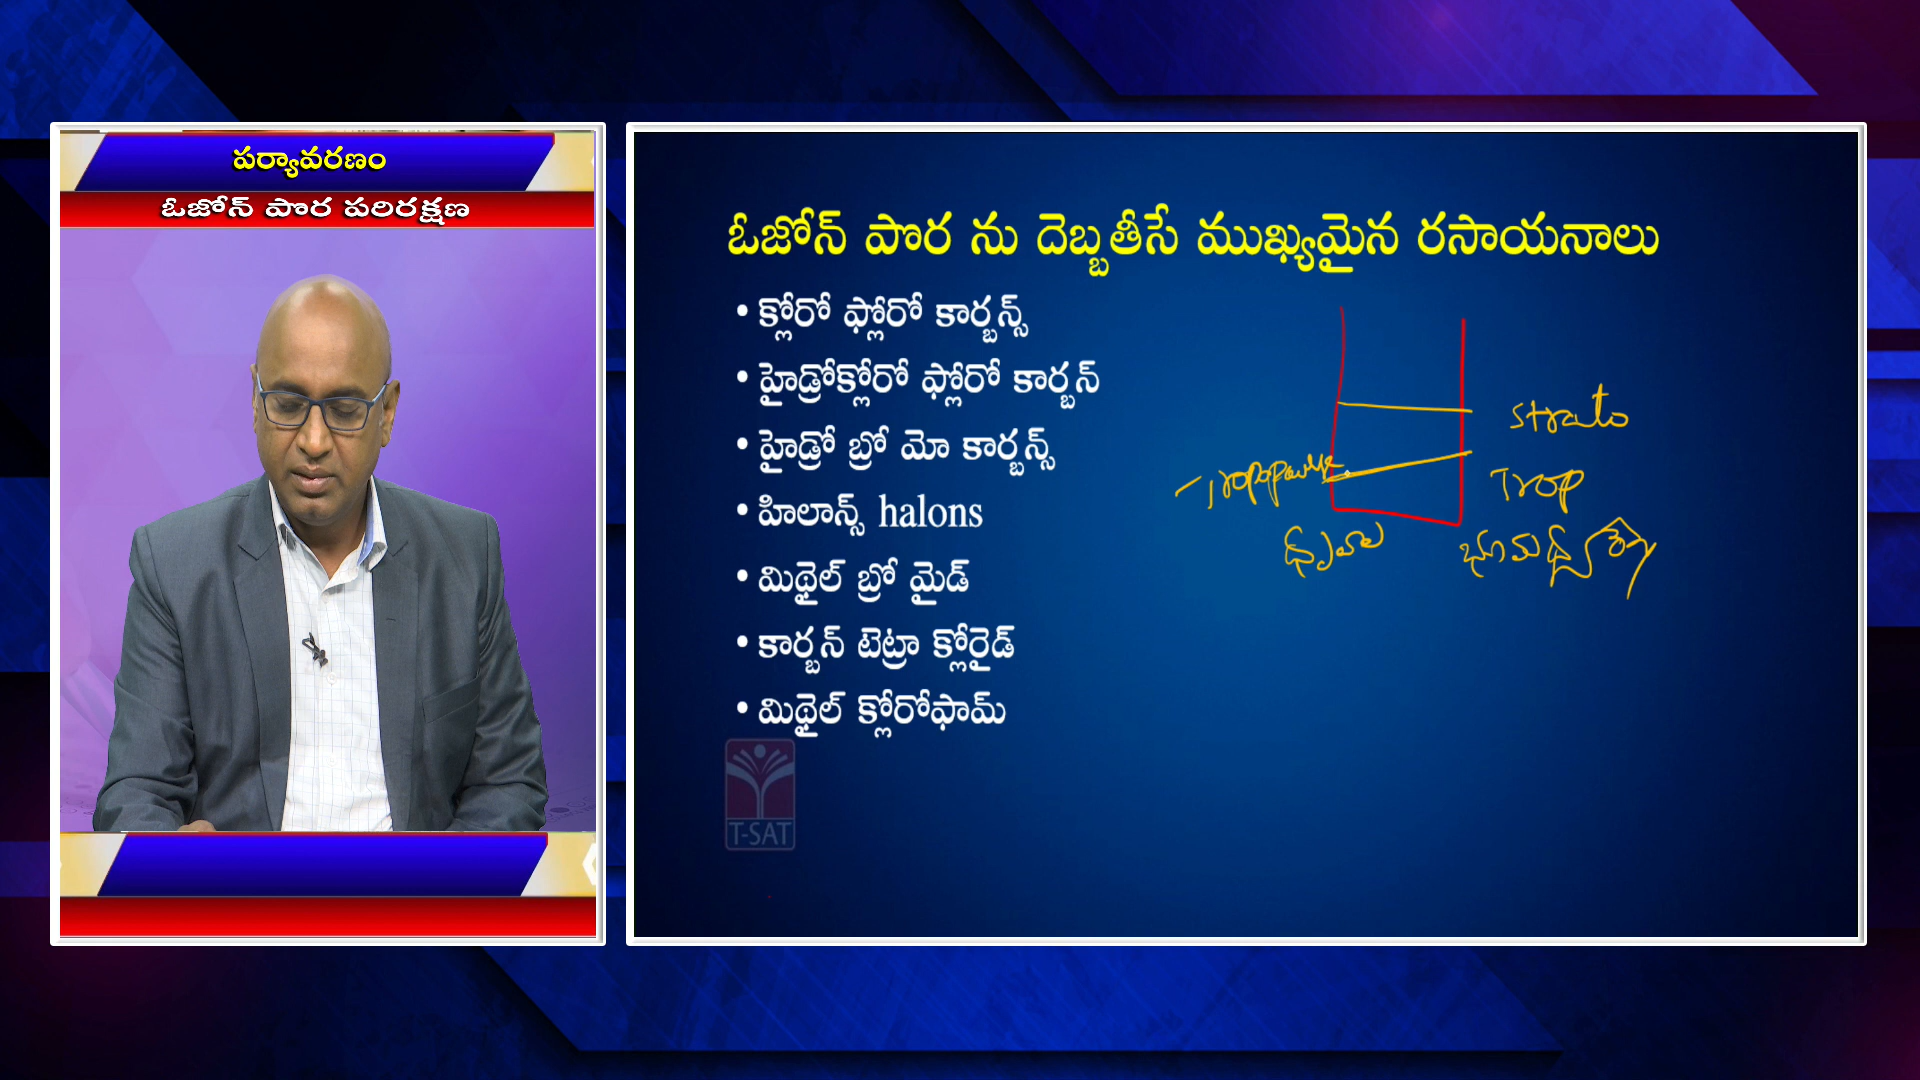 పర్యావరణం
ఓజోన్ పొర పరిరక్షణ
ఓజోన్ పొర ను దెబ్బతీసే ముఖ్యమైన రసాయనాలు
• క్లోరో ఫ్లోరో కార్బన్స్
• హైడ్రోక్లోరో ఫ్లోరో కార్బన్
• హైడ్రో బ్రో మో కార్బన్స్
• హిలాన్స్ halons
• మిథైల్ బ్రో మైడ్
• కార్బన్ టెట్రా క్లోరైడ్
• మిథైల్ క్లోరోఫామ్
strato
Tropopause
Trop
ధృవాల
T-SAT